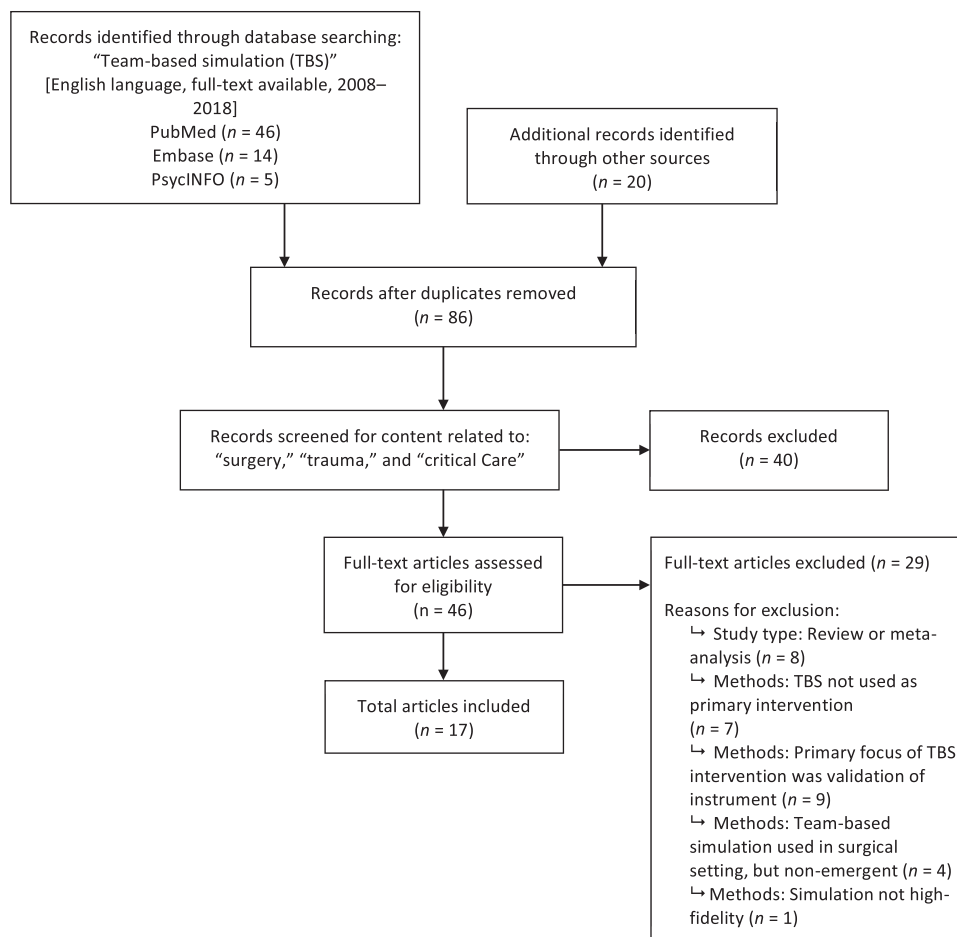 Records identified through database searching:
“Team-based simulation (TBS)”
[English language, full-text available, 2008–
2018]
PubMed (n = 46)
Embase (n = 14)
PsycINFO (n = 5)
Additional records identified
through other sources
(n = 20)
Records after duplicates removed
(n = 86)
Records screened for content related to:
“surgery,” “trauma,” and “critical Care”
Records excluded
(n = 40)
Full-text articles assessed
for eligibility
(n = 46)
Full-text articles excluded (n = 29)
Reasons for exclusion:
↳ Study type: Review or meta-
analysis (n = 8)
↳ Methods: TBS not used as
primary intervention
(n = 7)
↳ Methods: Primary focus of TBS
intervention was validation of
instrument (n = 9)
↳ Methods: Team-based
simulation used in surgical
setting, but non-emergent (n = 4)
↳Methods: Simulation not high-
fidelity (n = 1)
Total articles included
(n = 17)